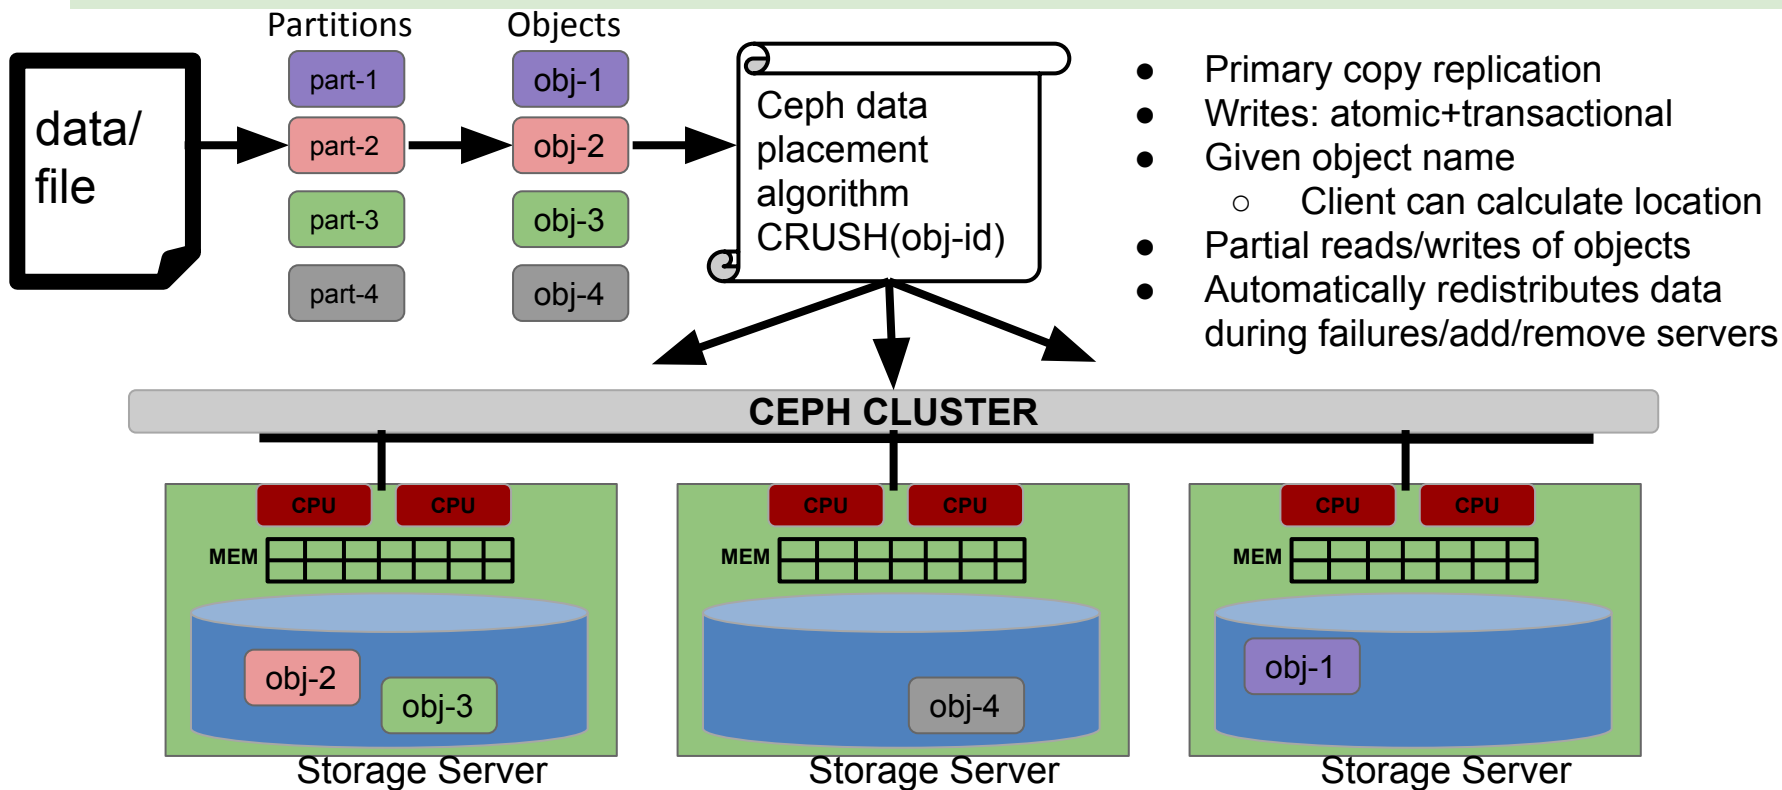 Partitions
Objects
data/
file
part-1
part-2
part-3
part-4
obj-1
obj-2
obj-3
obj-4
Ceph data
placement
algorithm
CRUSH(obj-id)
● Primary copy replication
● Writes: atomic+transactional
● Given object name
○ Client can calculate location
● Partial reads/writes of objects
● Automatically redistributes data
during failures/add/remove servers
CEPH CLUSTER
CPU CPU
MEM
obj-2
obj-3
Storage Server
CPU CPU
MEM
obj-4
Storage Server
CPU CPU
MEM
obj-1
Storage Server